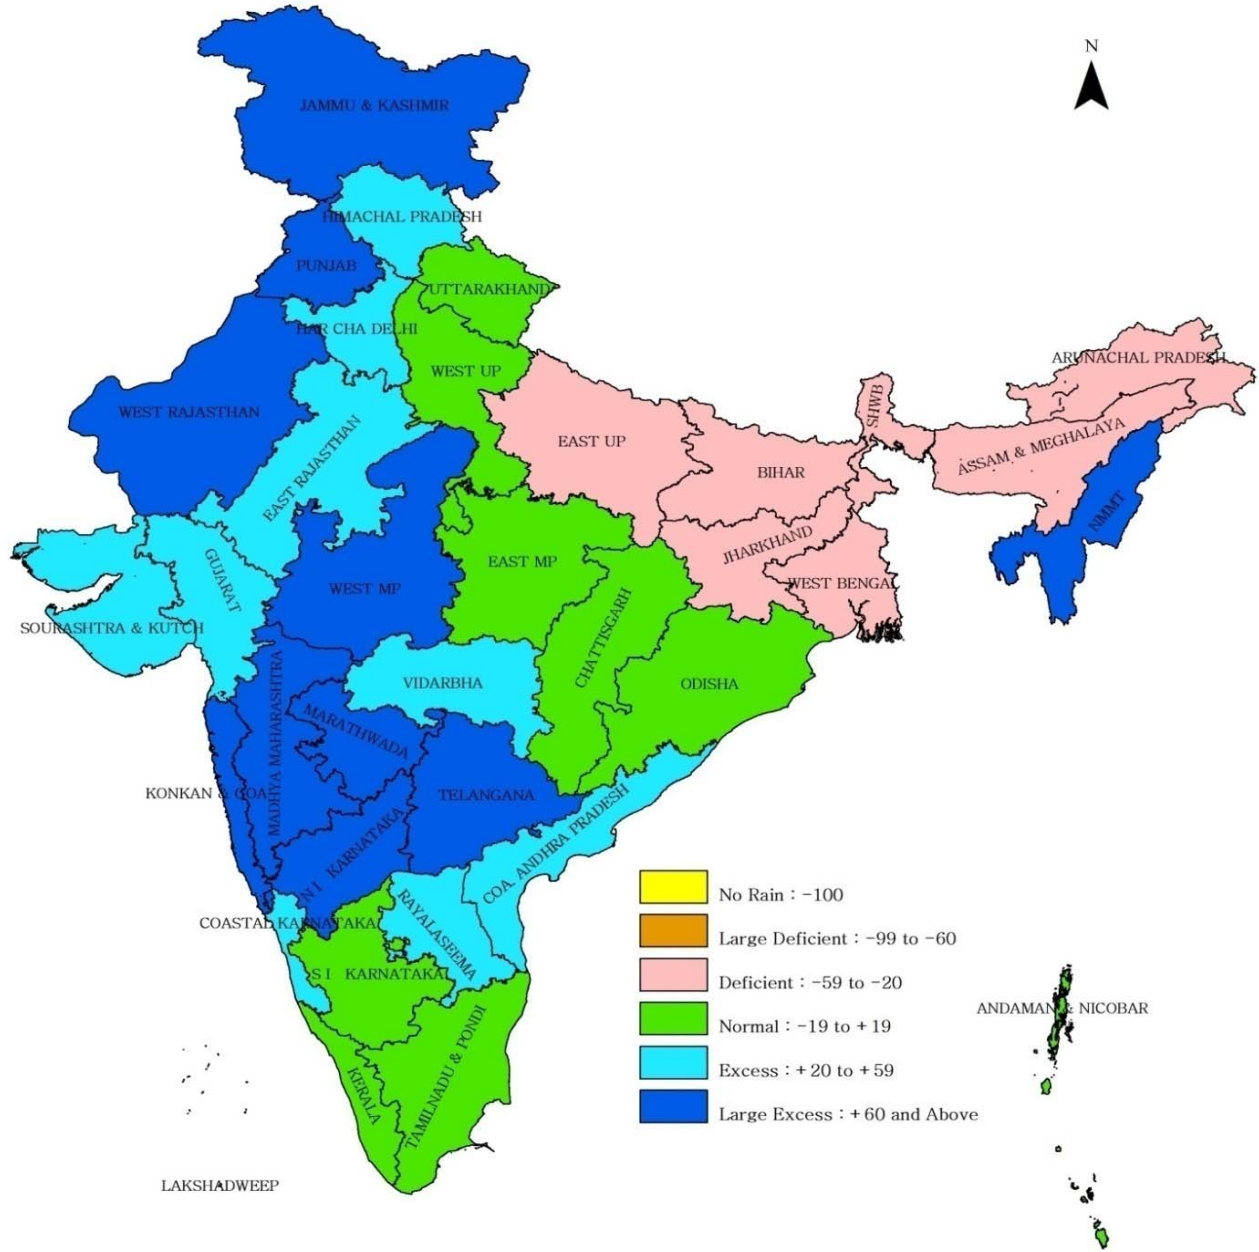 N
JAMMU & KASHMIR
HIMACHAL PRADESH
PUNJAB
UTTARAKHAND
HAR CHA DELHI
ARUNACHAL PRADESH
WEST UP
WEST RAJASTHAN
SHWB
EAST UP
ASSAM & MEGHALAYA
EAST RAJASTHAN
BIHAR
NMMT
JHARKHAND
EAST MP
GUJARAT
WEST MP
WEST BENGAL
SOURASHTRA & KUTCH
CHATTISGARH
VIDARBHA
ODISHA
MADHYA MAHARASHTRA
MARATHWADA
KONKAN & GOA
TELANGANA
COA. ANDHRA PRADESH
N I KARNATAKA
COASTAL KARNATAKA
RAYALASEEMA
S I KARNATAKA
ANDAMAN & NICOBAR
KERALA
TAMILNADU & PONDI
LAKSHADWEEP
No Rain : -100
Large Deficient : -99 to -60
Deficient : -59 to -20
Normal : -19 to +19
Excess : +20 to +59
Large Excess : +60 and Above